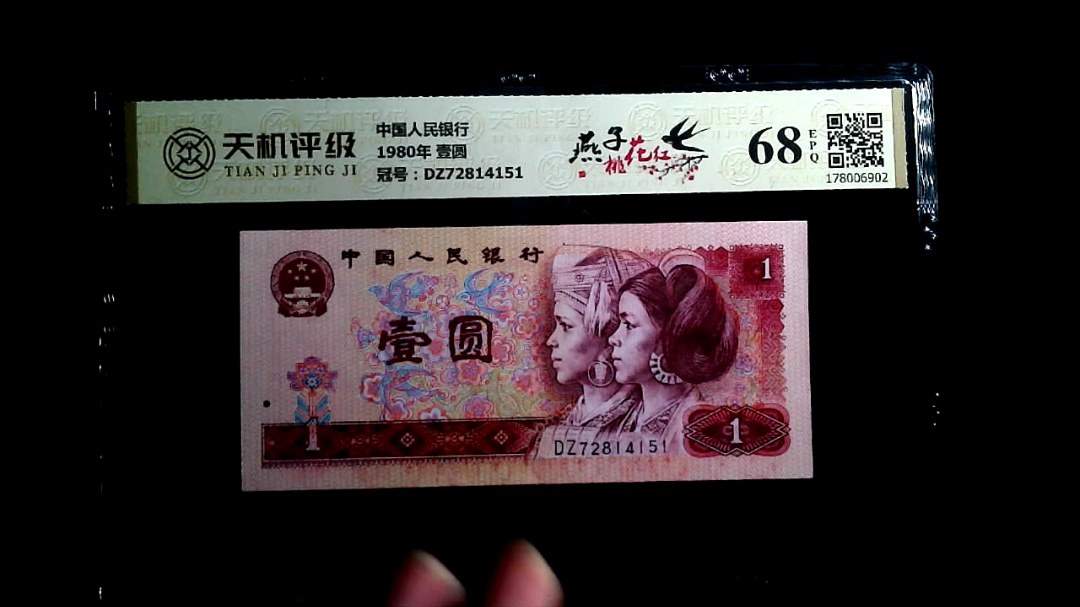 天机评级
TIAN JI PING JI
中国人民银行
1980年 壹圆
冠号：DZ72814151
燕子
桃花红
68
EPQ
178006902
中国人民银行
1
壹圆
1
DZ72814151
1